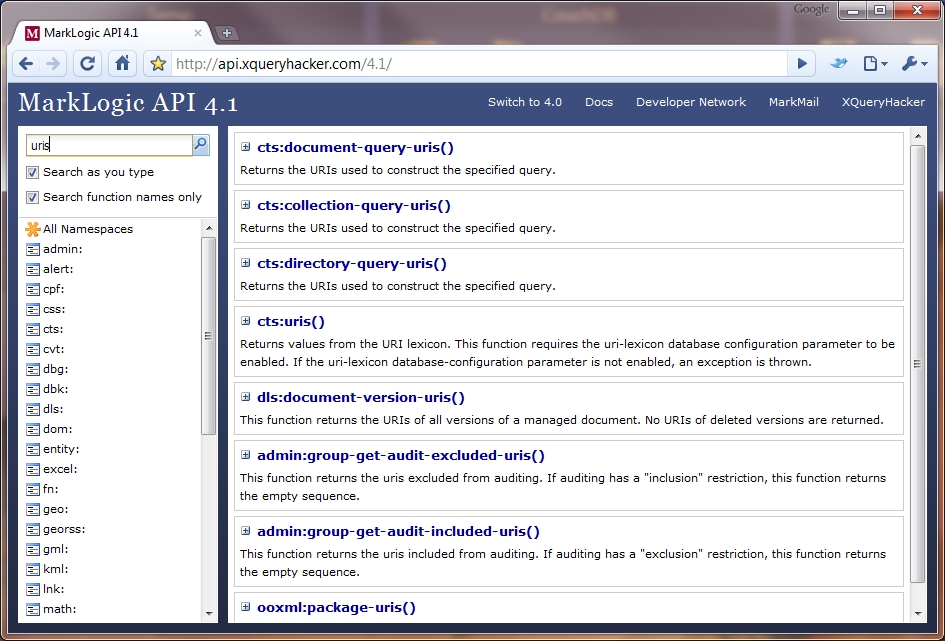 Google
MarkLogic API 4.1
http://api.xqueryhacker.com/4.1/
MarkLogic API 4.1
Switch to 4.0 Docs Developer Network MarkMail XQueryHacker
uris
Search as you type
Search function names only
All Namespaces
admin:
alert:
cpf:
css:
cts:
cvt:
dbg:
dbk:
dls:
dom:
entity:
excel:
fn:
geo:
georss:
gml:
kml:
lnk:
math:
cts:document-query-uris()
Returns the URIs used to construct the specified query.
cts:collection-query-uris()
Returns the URIs used to construct the specified query.
cts:directory-query-uris()
Returns the URIs used to construct the specified query.
cts:uris()
Returns values from the URI lexicon. This function requires the uri-lexicon database configuration parameter to be
enabled. If the uri-lexicon database-configuration parameter is not enabled, an exception is thrown.
dls:document-version-uris()
This function returns the URIs of all versions of a managed document. No URIs of deleted versions are returned.
admin:group-get-audit-excluded-uris()
This function returns the uris excluded from auditing. If auditing has a "inclusion" restriction, this function returns
the empty sequence.
admin:group-get-audit-included-uris()
This function returns the uris included from auditing. If auditing has a "exclusion" restriction, this function returns
the empty sequence.
ooxml:package-uris()